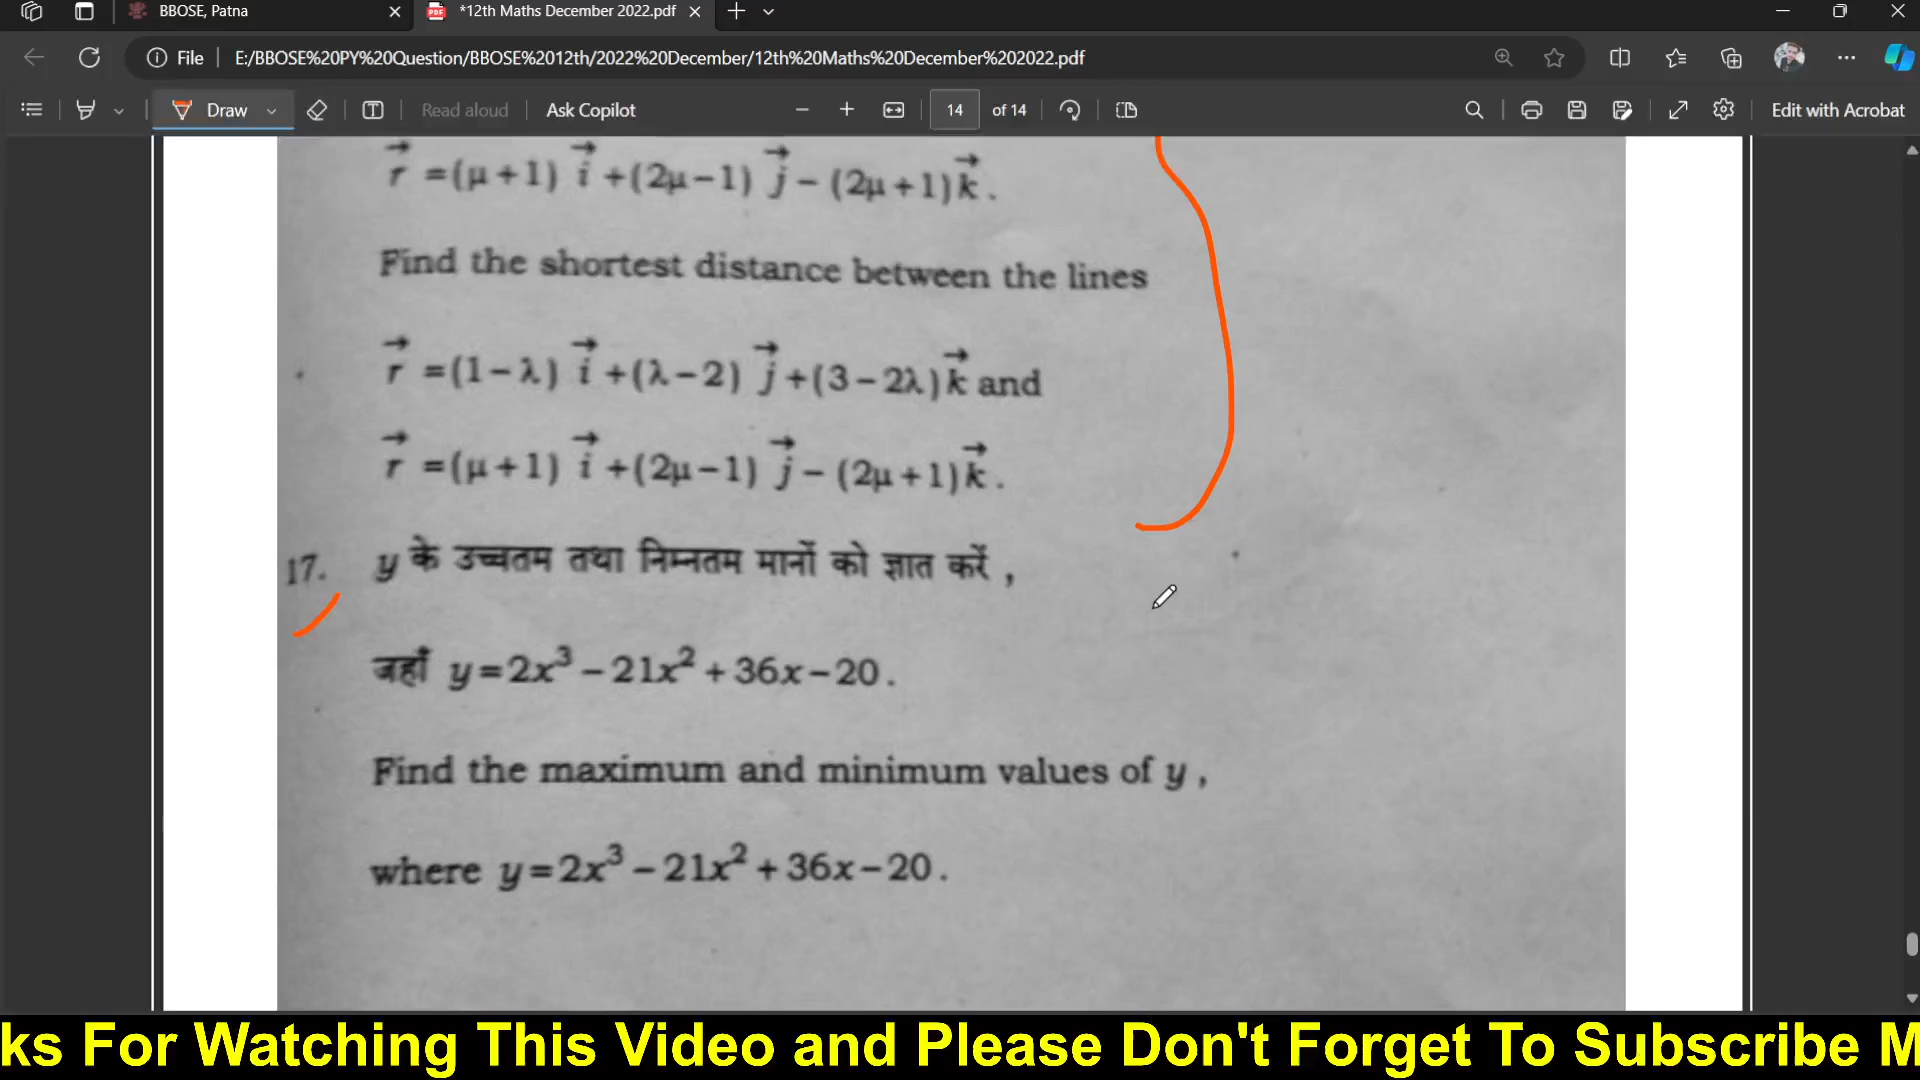 BBOSE, Patna
*12th Maths December 2022.pdf
File
E:/BBOSE%20PY%20Question/BBOSE%2012th/2022%20December/12th%20Maths%20December%202022.pdf
Draw
Read aloud
Ask Copilot
14 of 14
Edit with Acrobat
r⃗ =(μ+1) i⃗ +(2μ−1) j⃗ − (2μ+1)k⃗ .
Find the shortest distance between the lines
r⃗ =(1−λ) i⃗ +(λ−2) j⃗ +(3−2λ)k⃗ and
r⃗ =(μ+1) i⃗ +(2μ−1) j⃗ − (2μ+1)k⃗ .
17. y के उच्चतम तथा निम्नतम मानों को ज्ञात करें ,
जहाँ y=2x³−21x²+36x−20.
Find the maximum and minimum values of y ,
where y=2x³−21x²+36x−20.
ks For Watching This Video and Please Don't Forget To Subscribe M